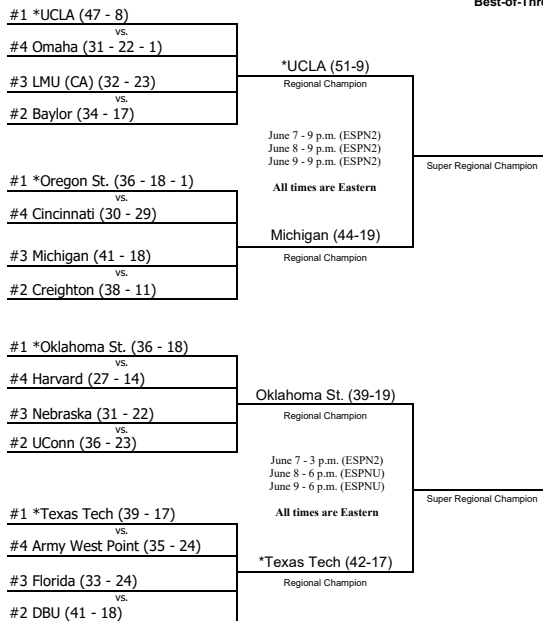 Best-of-Thre
#1 *UCLA (47 - 8)
vs.
#4 Omaha (31 - 22 - 1)
#3 LMU (CA) (32 - 23)
vs.
#2 Baylor (34 - 17)
*UCLA (51-9)
Regional Champion
June 7 - 9 p.m. (ESPN2)
June 8 - 9 p.m. (ESPN2)
June 9 - 9 p.m. (ESPN2)
All times are Eastern
Super Regional Champion
#1 *Oregon St. (36 - 18 - 1)
vs.
#4 Cincinnati (30 - 29)
#3 Michigan (41 - 18)
vs.
#2 Creighton (38 - 11)
Michigan (44-19)
Regional Champion
#1 *Oklahoma St. (36 - 18)
vs.
#4 Harvard (27 - 14)
#3 Nebraska (31 - 22)
vs.
#2 UConn (36 - 23)
Oklahoma St. (39-19)
Regional Champion
June 7 - 3 p.m. (ESPN2)
June 8 - 6 p.m. (ESPNU)
June 9 - 6 p.m. (ESPNU)
All times are Eastern
Super Regional Champion
#1 *Texas Tech (39 - 17)
vs.
#4 Army West Point (35 - 24)
#3 Florida (33 - 24)
vs.
#2 DBU (41 - 18)
*Texas Tech (42-17)
Regional Champion